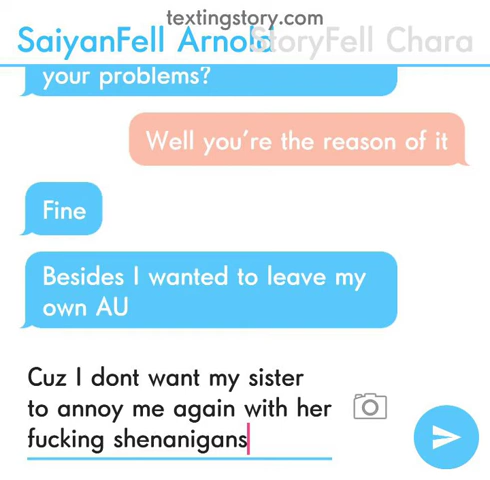 textingstory.com
SaiyanFell Arnold StoryFell Chara
your problems?
Well you're the reason of it
Fine
Besides I wanted to leave my
own AU
Cuz I dont want my sister
to annoy me again with her
fucking shenanigans